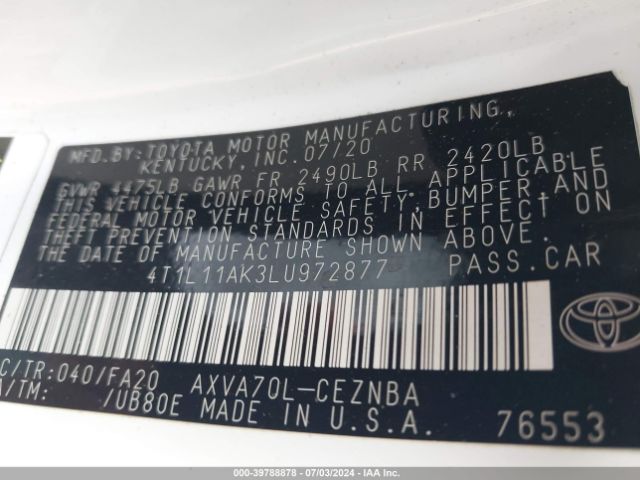 MFD. BY: TOYOTA MOTOR MANUFACTURING,
KENTUCKY, INC. 07/20
GVWR 4475LB GAWR FR 2490LB RR 2420LB
THIS VEHICLE CONFORMS TO ALL APPLICABLE
FEDERAL MOTOR VEHICLE SAFETY, BUMPER, AND
THEFT PREVENTION STANDARDS IN EFFECT ON
THE DATE OF MANUFACTURE SHOWN ABOVE.
4T1L11AK3LU972877 PASS.CAR
C/TR: 040/FA20 AXVA70L-CEZNBA
A/TM: /UB80E MADE IN U.S.A. 76553
000-39788878 - 07/03/2024 - IAA Inc.